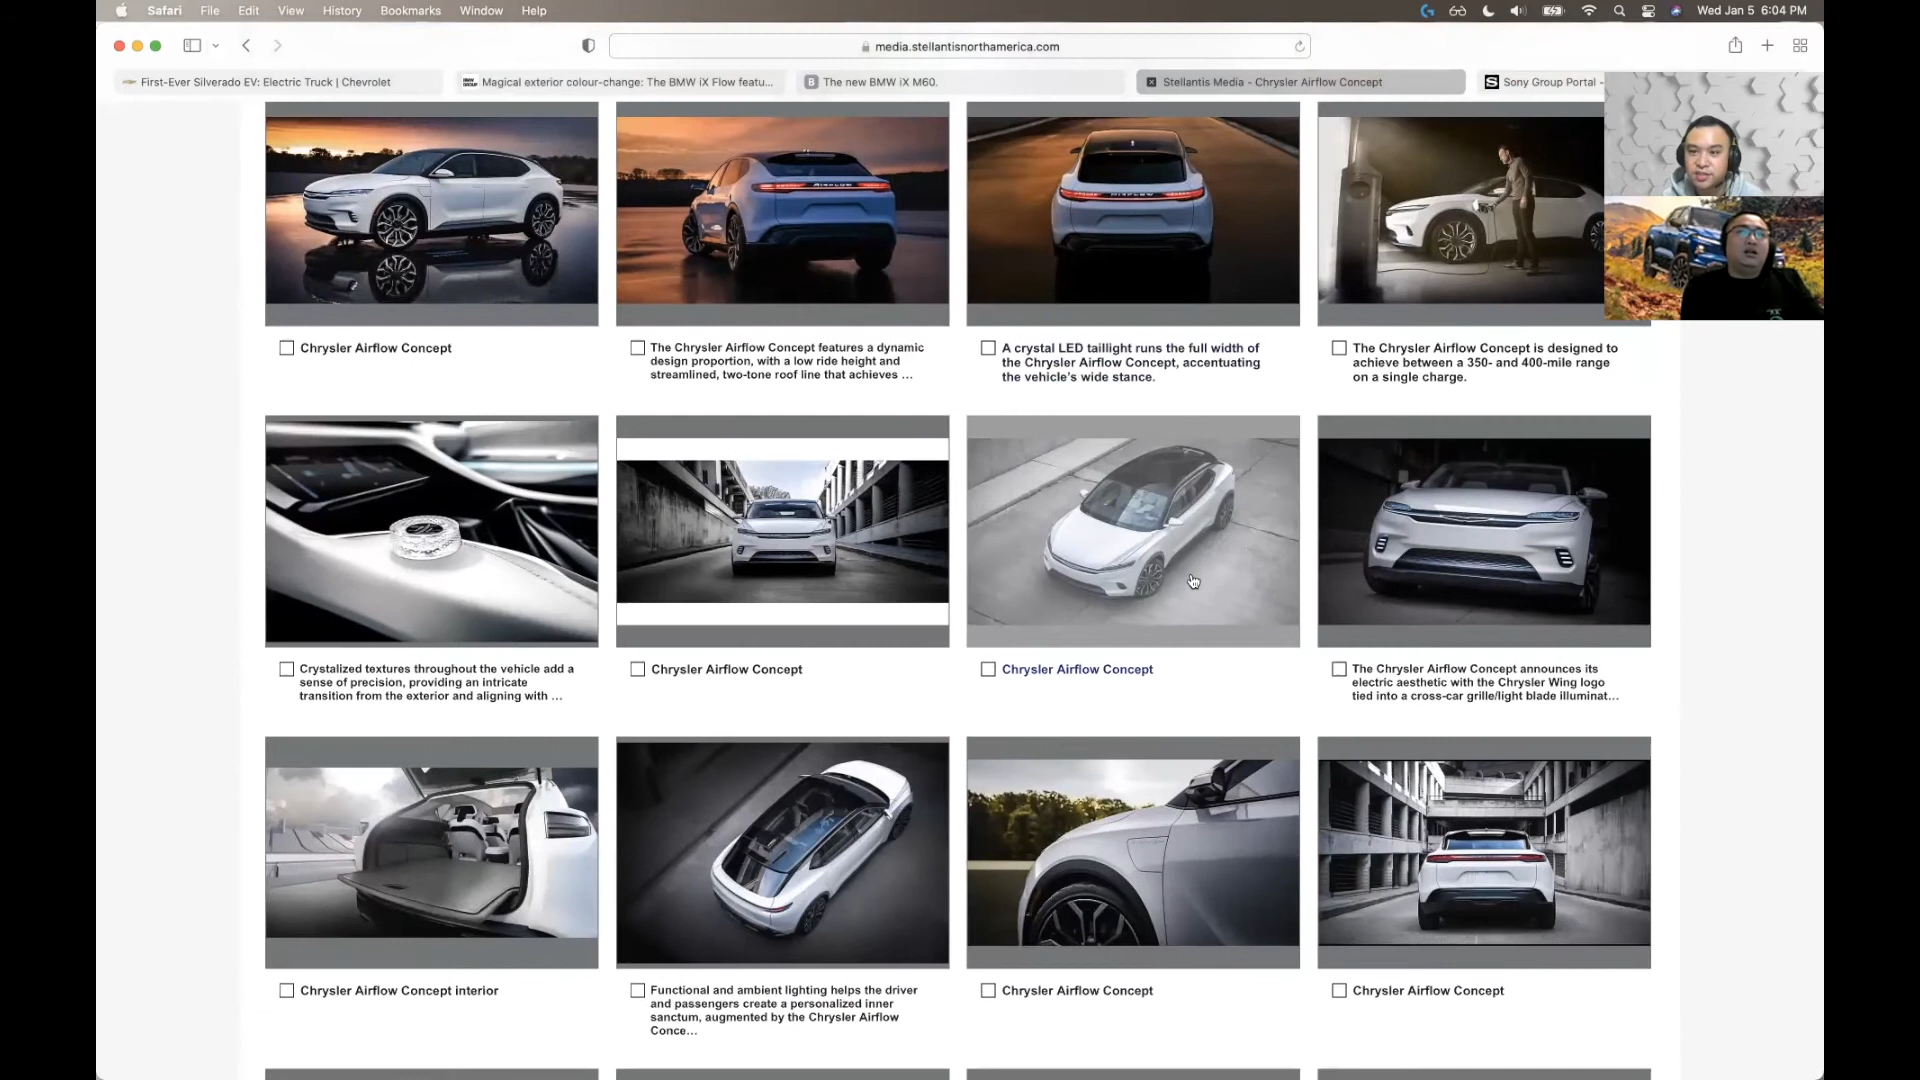 Safari File Edit View History Bookmarks Window Help Wed Jan 5 6:04 PM
media.stellantisnorthamerica.com
First-Ever Silverado EV: Electric Truck | Chevrolet
Magical exterior colour-change: The BMW iX Flow featu...
The new BMW iX M60.
Stellantis Media - Chrysler Airflow Concept
Sony Group Portal -
AIRFLOW
AIRFLOW
Chrysler Airflow Concept
The Chrysler Airflow Concept features a dynamic
design proportion, with a low ride height and
streamlined, two-tone roof line that achieves ...
A crystal LED taillight runs the full width of
the Chrysler Airflow Concept, accentuating
the vehicle's wide stance.
The Chrysler Airflow Concept is designed to
achieve between a 350- and 400-mile range
on a single charge.
Crystalized textures throughout the vehicle add a
sense of precision, providing an intricate
transition from the exterior and aligning with ...
Chrysler Airflow Concept
Chrysler Airflow Concept
The Chrysler Airflow Concept announces its
electric aesthetic with the Chrysler Wing logo
tied into a cross-car grille/light blade illuminat...
Chrysler Airflow Concept interior
Functional and ambient lighting helps the driver
and passengers create a personalized inner
sanctum, augmented by the Chrysler Airflow
Conce...
Chrysler Airflow Concept
Chrysler Airflow Concept